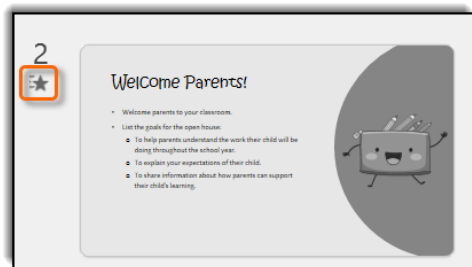 2
Welcome Parents!
• Welcome parents to your classroom.
• List the goals for the open house:
To help parents understand the work their child will be
doing throughout the school year.
To explain your expectations of their child.
To share information about how parents can support
their child's learning.